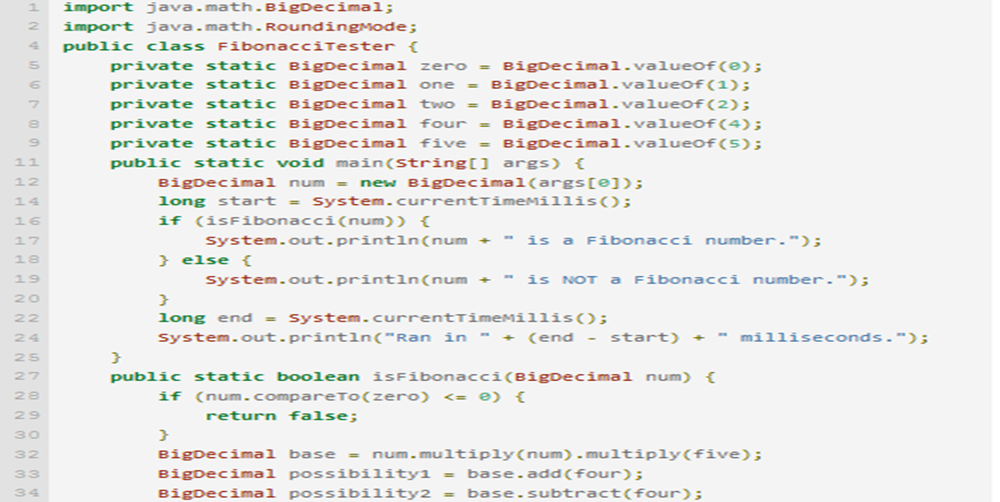 1 import java.math.BigDecimal;
2 import java.math.RoundingMode;
4 public class FibonacciTester {
5 private static BigDecimal zero = BigDecimal.valueOf(0);
6 private static BigDecimal one = BigDecimal.valueOf(1);
7 private static BigDecimal two = BigDecimal.valueOf(2);
8 private static BigDecimal four = BigDecimal.valueOf(4);
9 private static BigDecimal five = BigDecimal.valueOf(5);
11 public static void main(String[] args) {
12 BigDecimal num = new BigDecimal(args[0]);
14 long start = System.currentTimeMillis();
16 if (isFibonacci(num)) {
17 System.out.println(num + " is a Fibonacci number.");
18 } else {
19 System.out.println(num + " is NOT a Fibonacci number.");
20 }
22 long end = System.currentTimeMillis();
24 System.out.println("Ran in " + (end - start) + " milliseconds.");
25 }
27 public static boolean isFibonacci(BigDecimal num) {
28 if (num.compareTo(zero) <= 0) {
29 return false;
30 }
32 BigDecimal base = num.multiply(num).multiply(five);
33 BigDecimal possibility1 = base.add(four);
34 BigDecimal possibility2 = base.subtract(four);